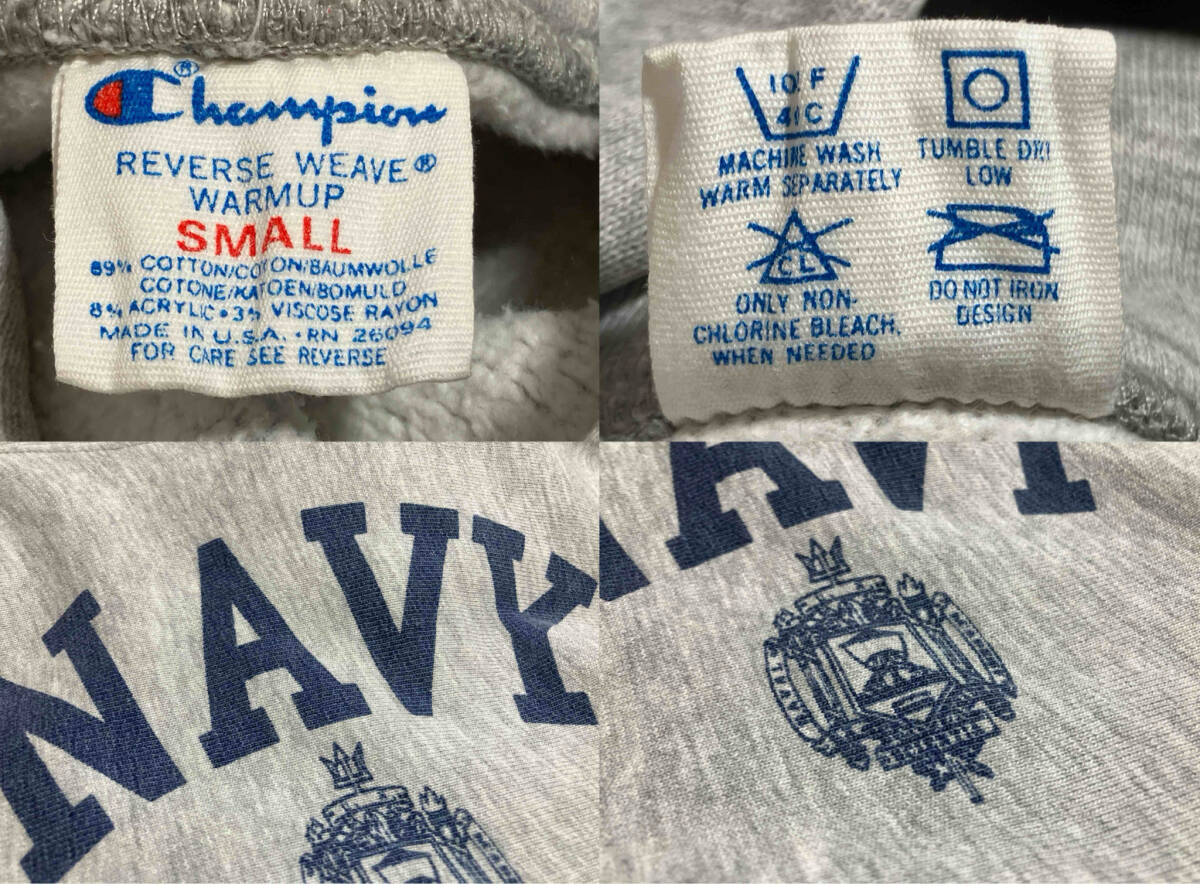 Champion®
REVERSE WEAVE®
WARMUP
SMALL
89% COTTON/COTON/BAUMWOLLE
COTONE/KATOEN/BOMULD
8% ACRYLIC • 3% VISCOSE RAYON
MADE IN U.S.A. • RN 26094
FOR CARE SEE REVERSE
F
C
MACHINE WASH
WARM SEPARATELY
TUMBLE DRY
LOW
CL
ONLY NON-
CHLORINE BLEACH.
WHEN NEEDED
DO NOT IRON
DESIGN
NAVY
NAVY